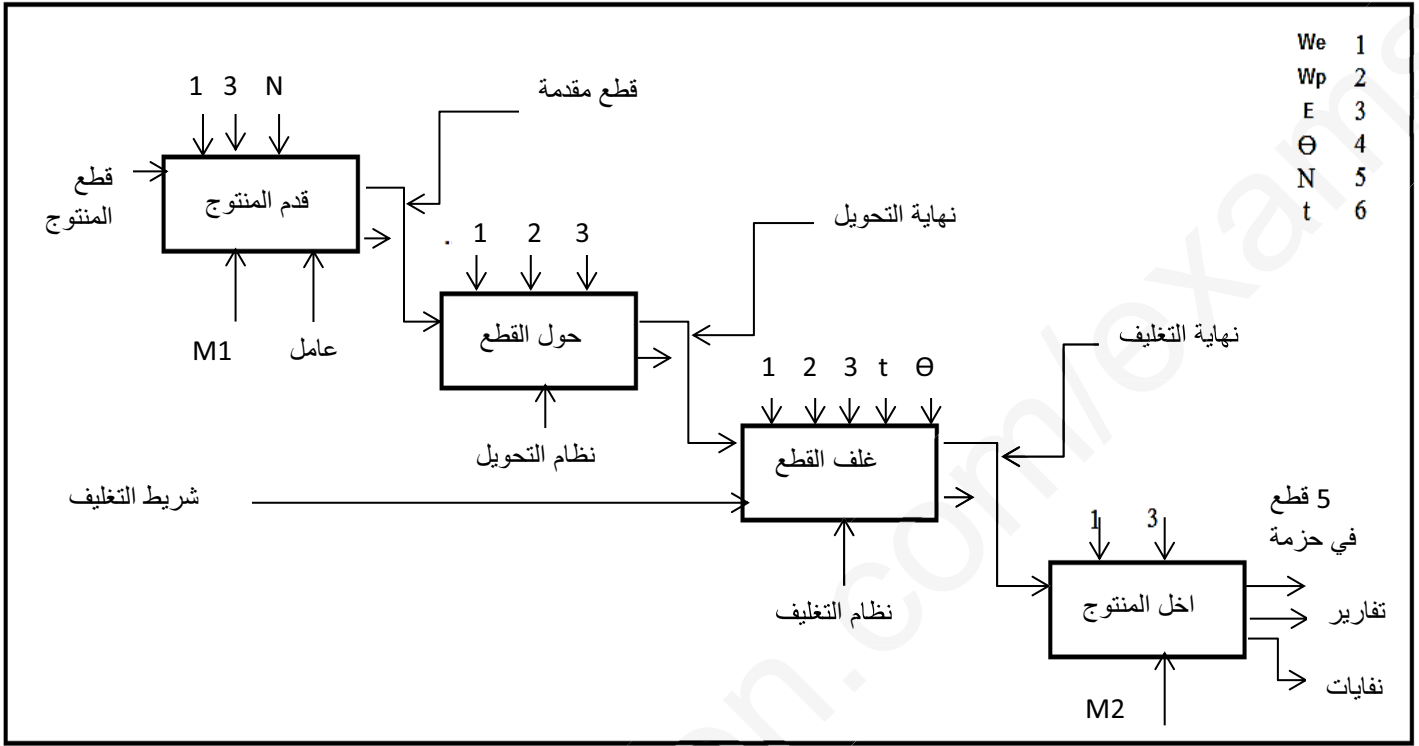 We 1
Wp 2
E 3
Ɵ 4
N 5
t 6
1 3 N
قطع مقدمة
قطع
المنتوج
قدم المنتوج
M1
عامل
1 2 3
نهاية التحويل
حول القطع
نظام التحويل
1 2 3 t Ɵ
نهاية التغليف
غلف القطع
شريط التغليف
نظام التغليف
1 3
5 قطع
في حزمة
اخل المنتوج
تفارير
نفايات
M2